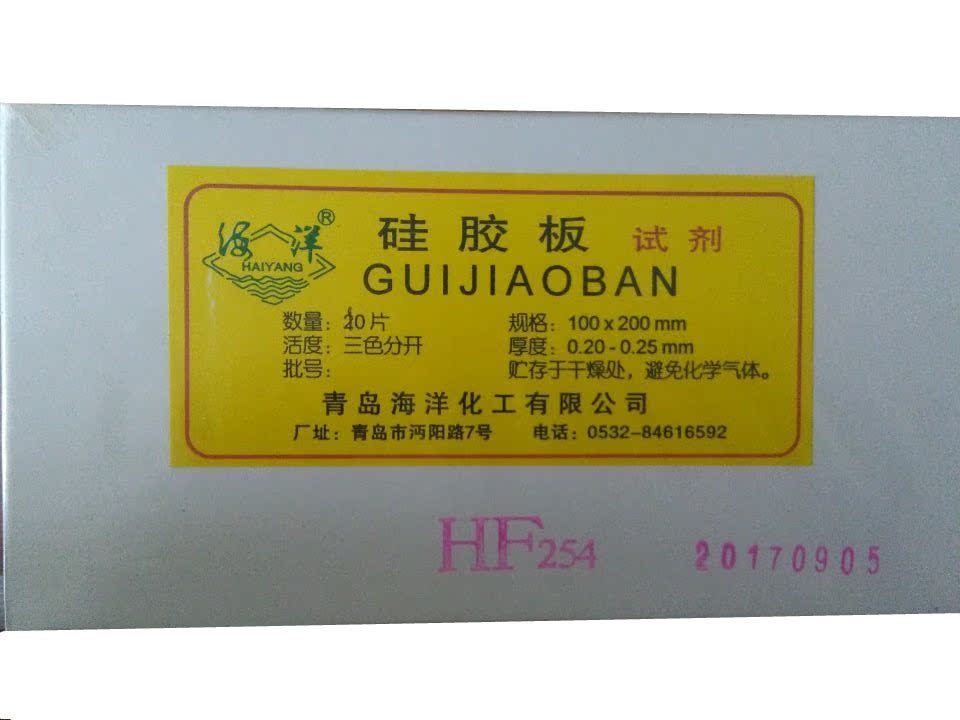 海洋®
HAIYANG
硅胶板 试剂
GUIJIAOBAN
数量：20片 规格：100 x 200 mm
活度：三色分开 厚度：0.20 - 0.25 mm
批号： 贮存于干燥处，避免化学气体。
青岛海洋化工有限公司
厂址：青岛市沔阳路7号 电话：0532-84616592
HF254 20170905